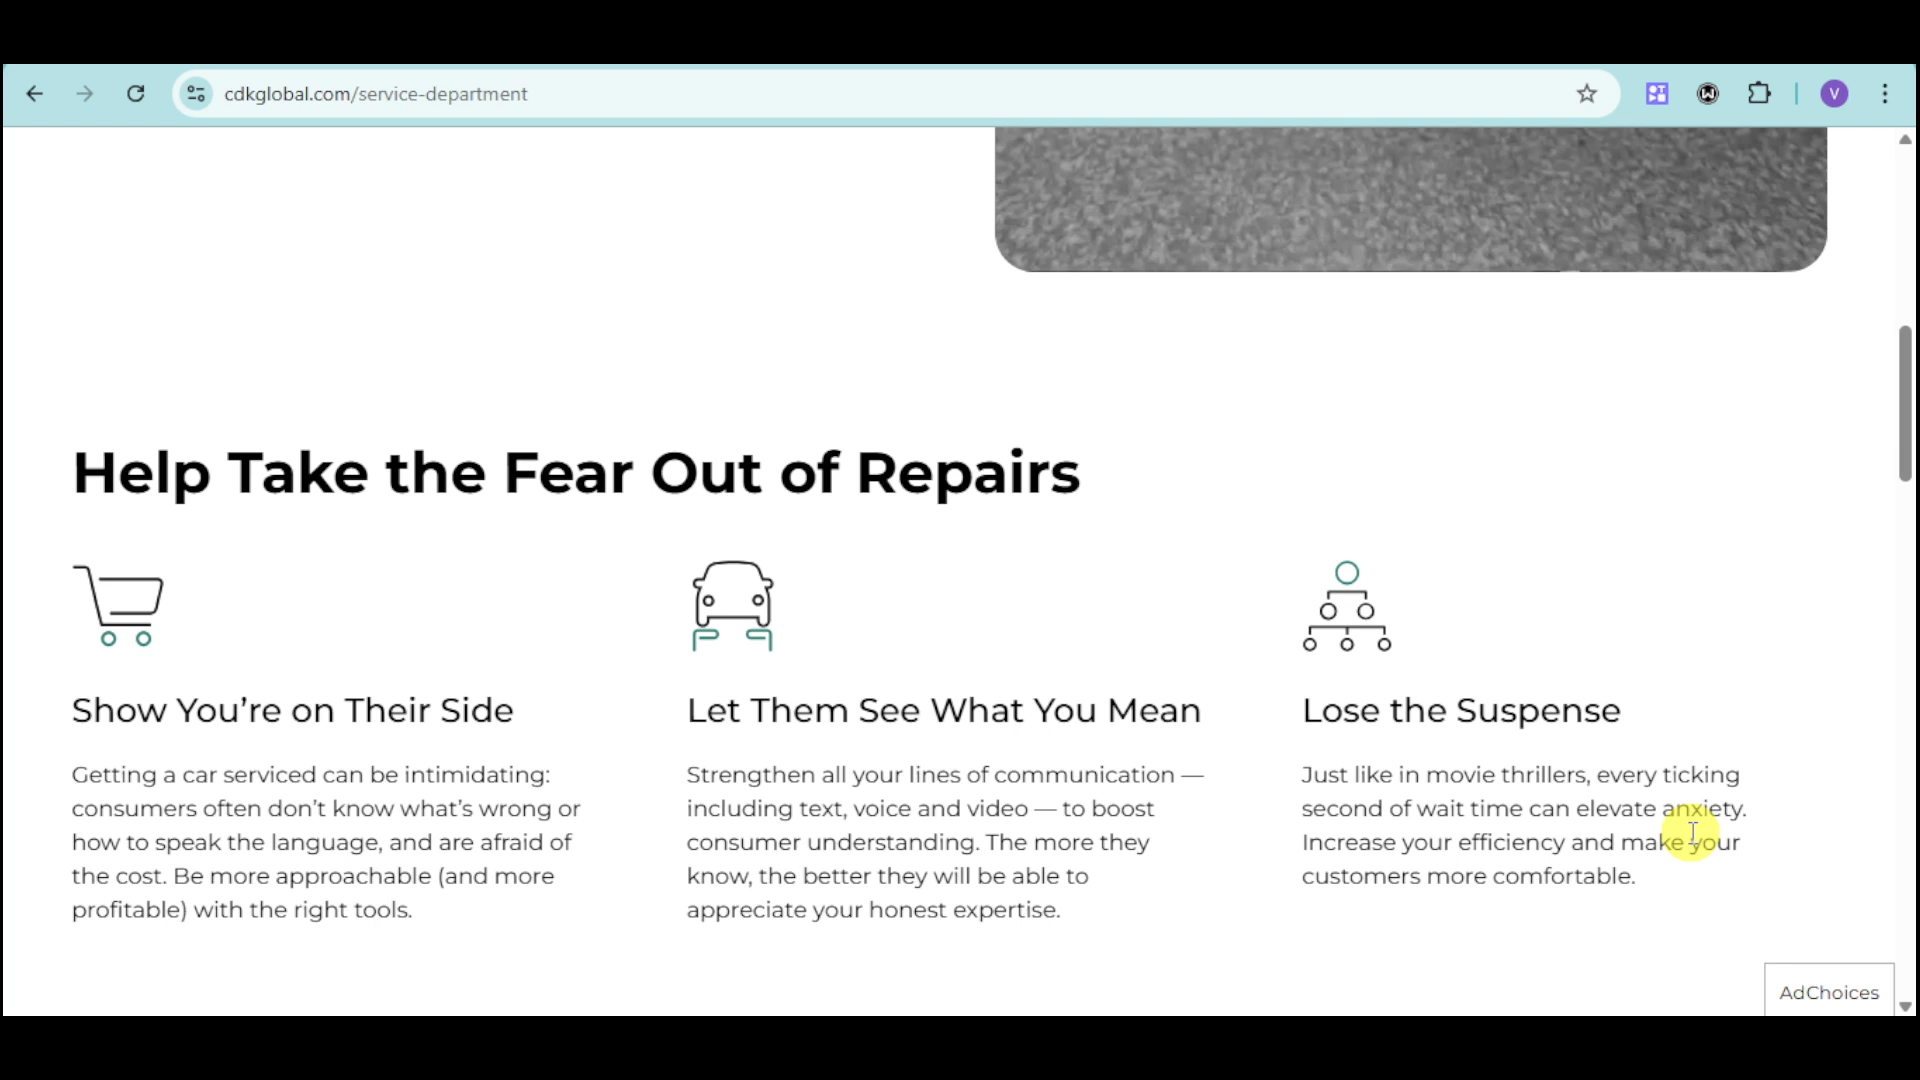 cdkglobal.com/service-department
V
Help Take the Fear Out of Repairs
Show You're on Their Side
Getting a car serviced can be intimidating:
consumers often don't know what's wrong or
how to speak the language, and are afraid of
the cost. Be more approachable (and more
profitable) with the right tools.
Let Them See What You Mean
Strengthen all your lines of communication —
including text, voice and video — to boost
consumer understanding. The more they
know, the better they will be able to
appreciate your honest expertise.
Lose the Suspense
Just like in movie thrillers, every ticking
second of wait time can elevate anxiety.
Increase your efficiency and make your
customers more comfortable.
AdChoices